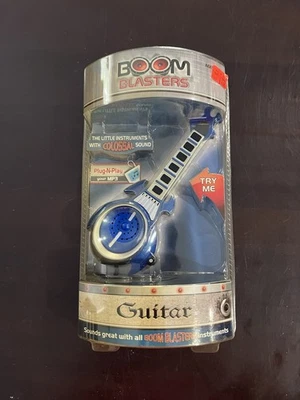 BOOM
BLASTERS
THE LITTLE INSTRUMENTS
WITH COLOSSAL SOUND
Plug-N-Play
your MP3
TRY
ME
Guitar
Sounds great with all BOOM BLASTERS instruments